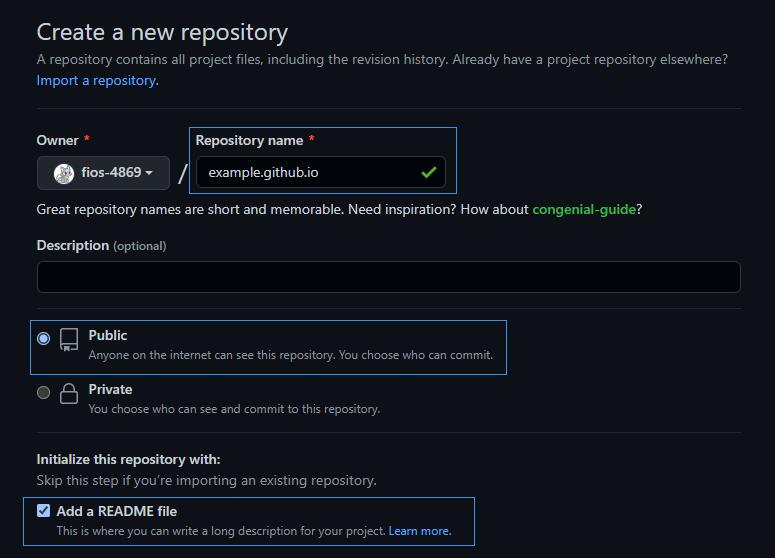 Create a new repository
A repository contains all project files, including the revision history. Already have a project repository elsewhere?
Import a repository.
Owner * Repository name *
fios-4869 / example.github.io
Great repository names are short and memorable. Need inspiration? How about congenial-guide?
Description (optional)
Public
Anyone on the internet can see this repository. You choose who can commit.
Private
You choose who can see and commit to this repository.
Initialize this repository with:
Skip this step if you're importing an existing repository.
Add a README file
This is where you can write a long description for your project. Learn more.